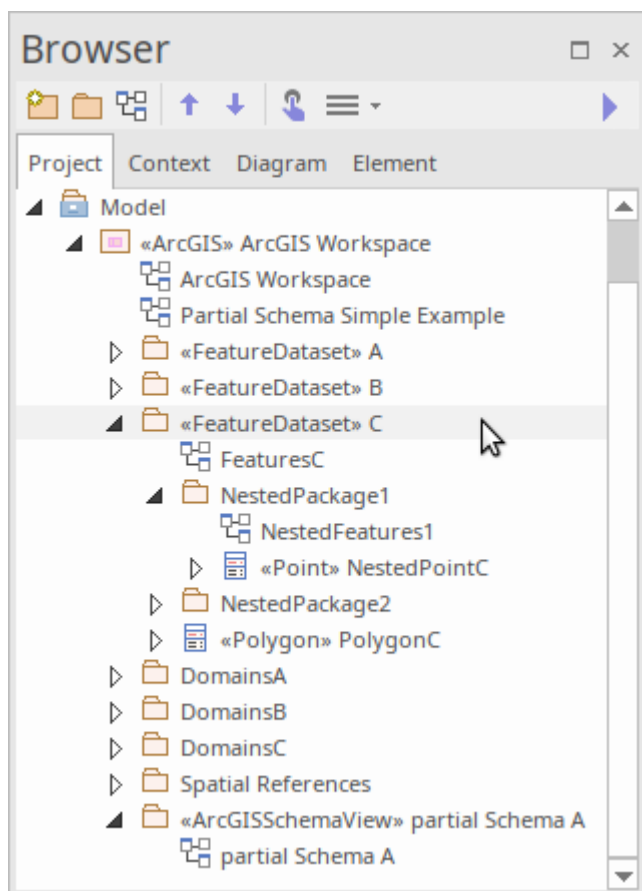 Browser
Project Context Diagram Element
Model
«ArcGIS» ArcGIS Workspace
ArcGIS Workspace
Partial Schema Simple Example
«FeatureDataset» A
«FeatureDataset» B
«FeatureDataset» C
FeaturesC
NestedPackage1
NestedFeatures1
«Point» NestedPointC
NestedPackage2
«Polygon» PolygonC
DomainsA
DomainsB
DomainsC
Spatial References
«ArcGISSchemaView» partial Schema A
partial Schema A